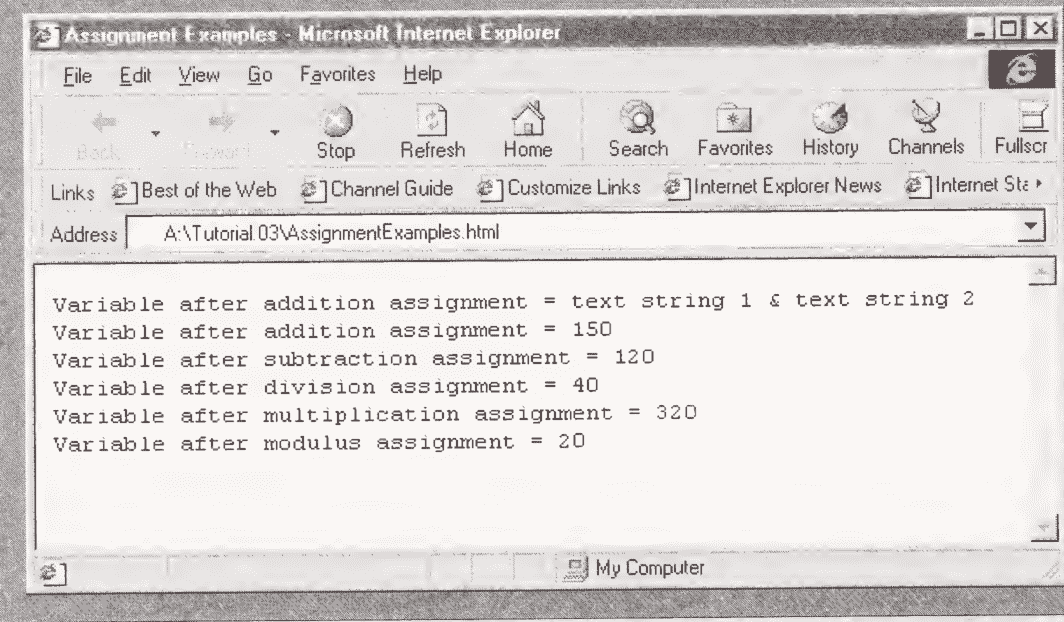 Assignment Examples - Microsoft Internet Explorer
File Edit View Go Favorites Help
Back Forward Stop Refresh Home Search Favorites History Channels Fullscr
Links Best of the Web Channel Guide Customize Links Internet Explorer News Internet Sta
Address A:\Tutorial.03\AssignmentExamples.html
Variable after addition assignment = text string 1 & text string 2
Variable after addition assignment = 150
Variable after subtraction assignment = 120
Variable after division assignment = 40
Variable after multiplication assignment = 320
Variable after modulus assignment = 20
My Computer